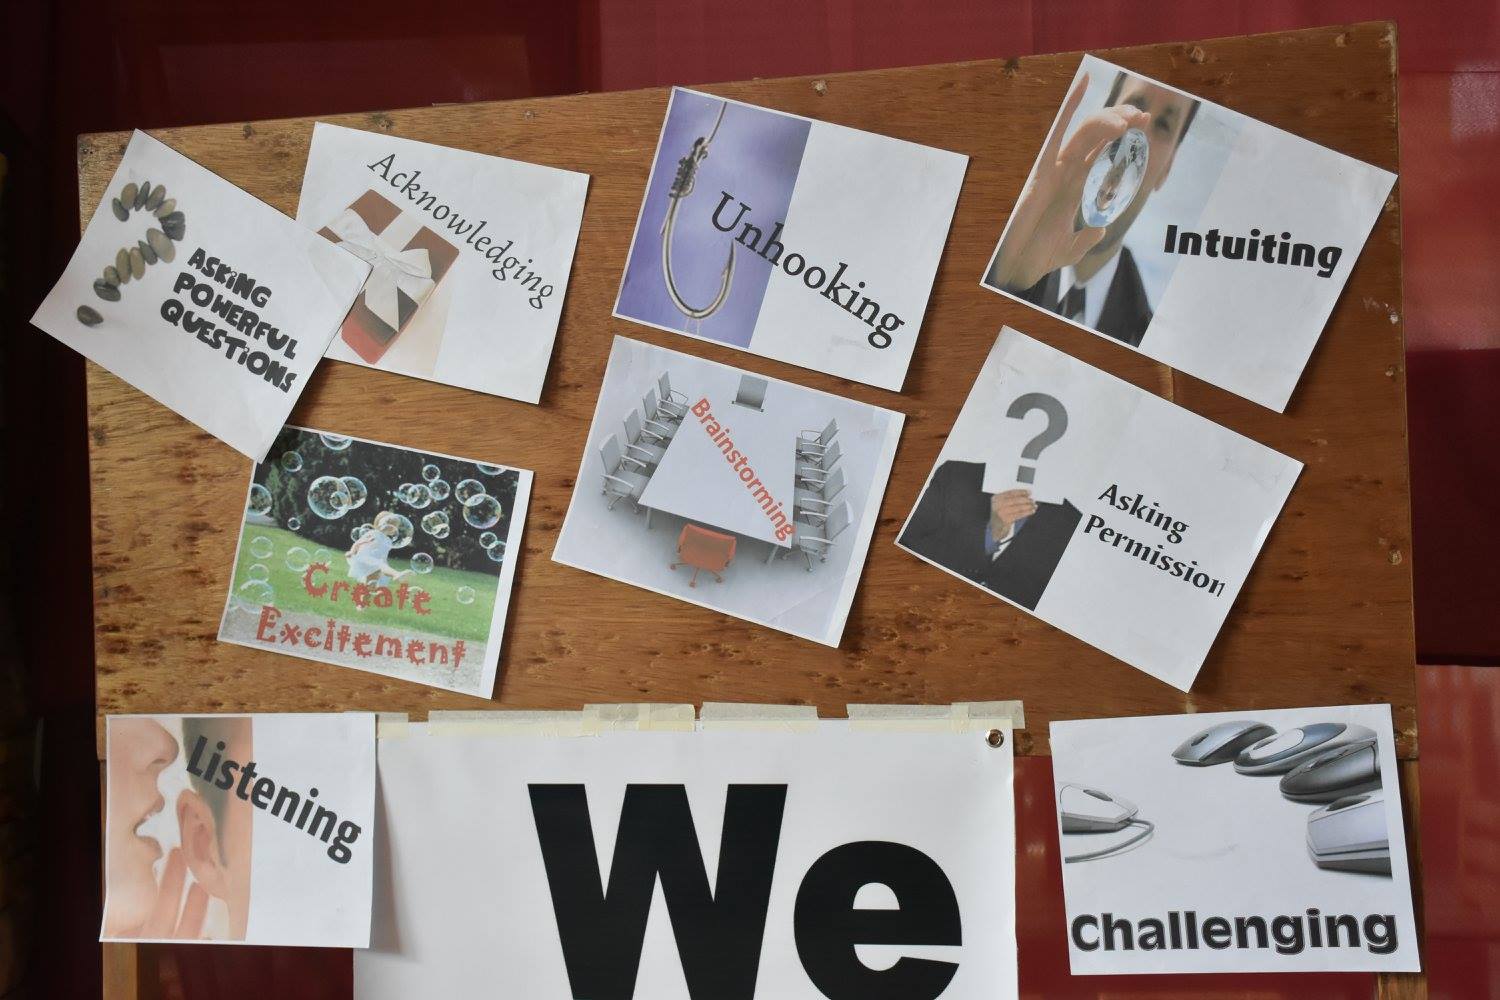 ASKING
POWERFUL
QUESTIONS
Acknowledging
Unhooking
Intuiting
Create
Excitement
Brainstorming
Asking
Permission
Listening
We
Challenging